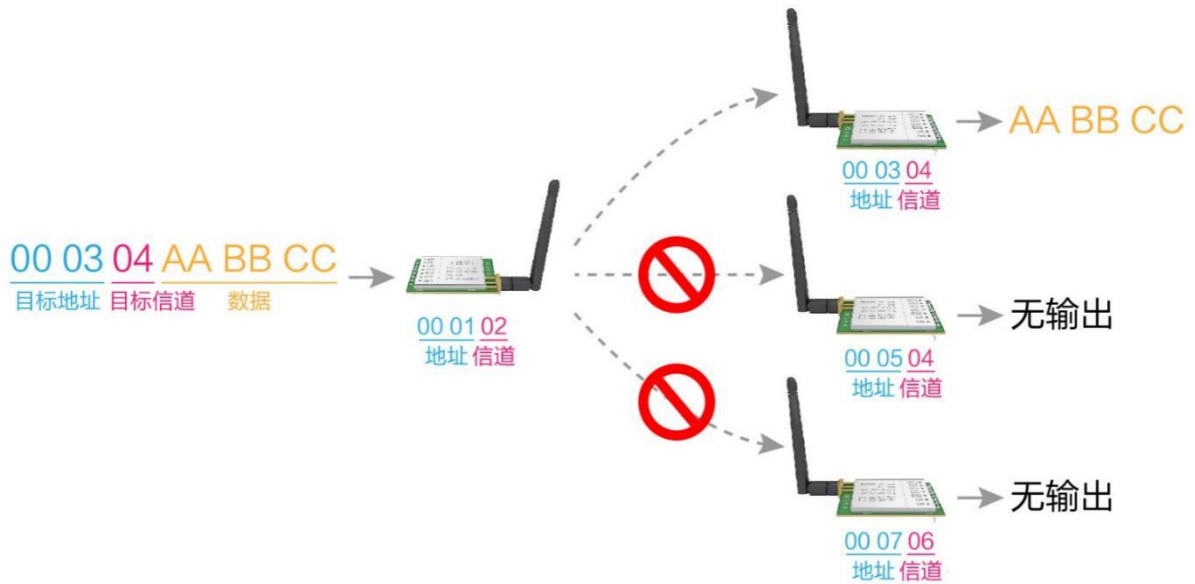 AA BB CC
00 03 04
地址 信道
00 03 04 AA BB CC
目标地址 目标信道 数据
00 01 02
地址 信道
无输出
00 05 04
地址 信道
无输出
00 07 06
地址 信道